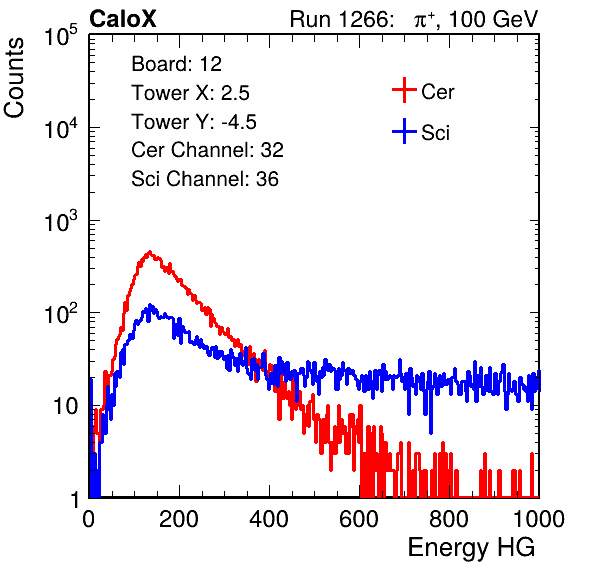 CaloX Run 1266: π⁺, 100 GeV
Counts
10⁵
10⁴
10³
10²
10
1
Board: 12
Tower X: 2.5
Tower Y: -4.5
Cer Channel: 32
Sci Channel: 36
Cer
Sci
0 200 400 600 800 1000
Energy HG